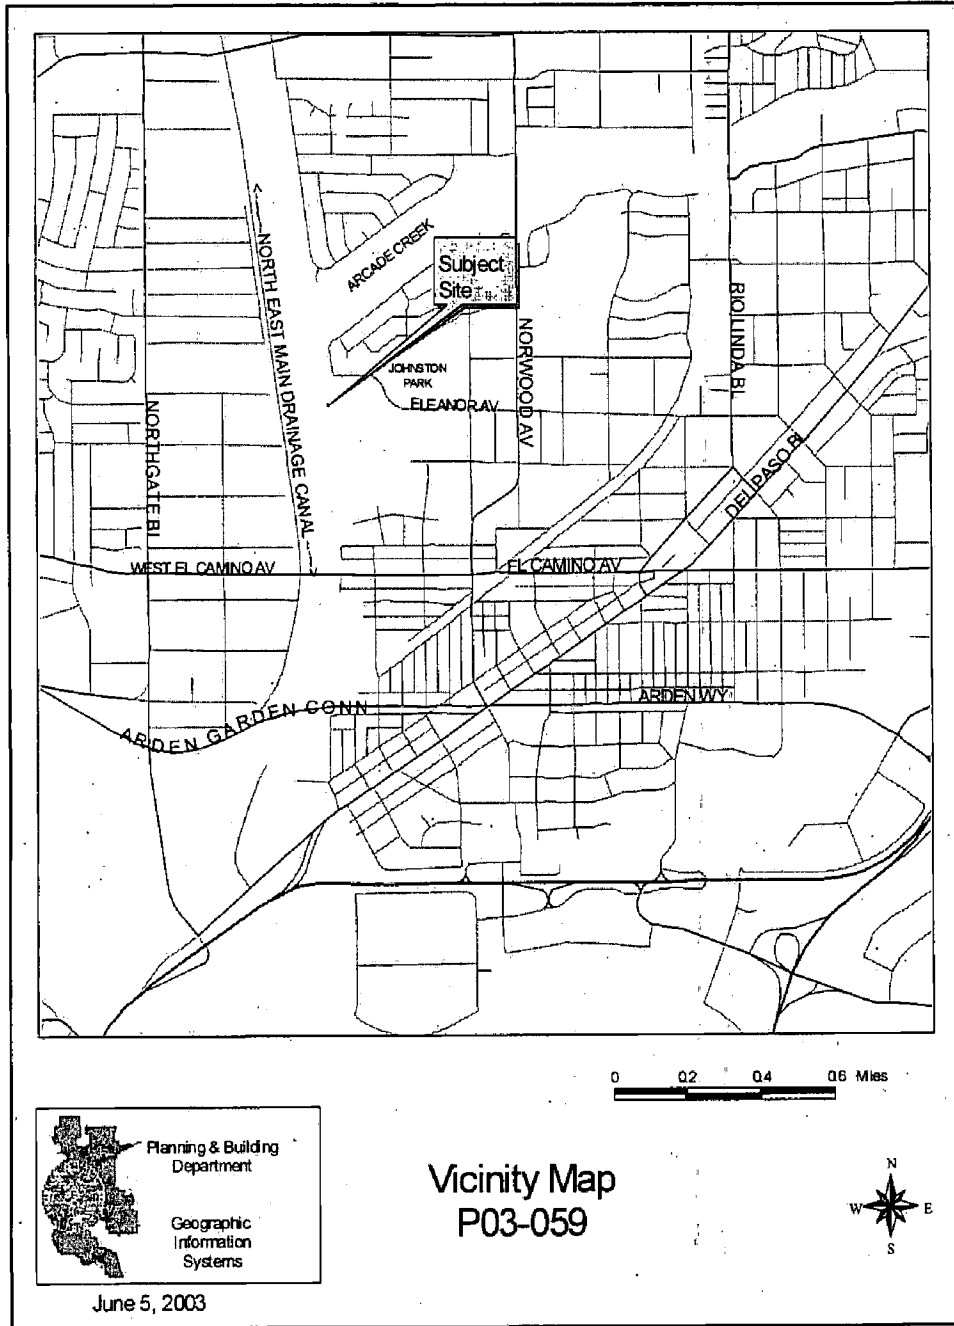 ARCADE CREEK
Subject
Site
NORTH EAST MAIN DRAINAGE CANAL
RIO LINDA BL
NORWOOD AV
JOHNSTON
PARK
ELEANOR AV
NORTHGATE BL
DEL PASO BL
WEST EL CAMINO AV
EL CAMINO AV
ARDEN WY
ARDEN GARDEN CONN
0 0.2 0.4 0.6 Miles
Planning & Building
Department
Geographic
Information
Systems
Vicinity Map
P03-059
N
W E
S
June 5, 2003